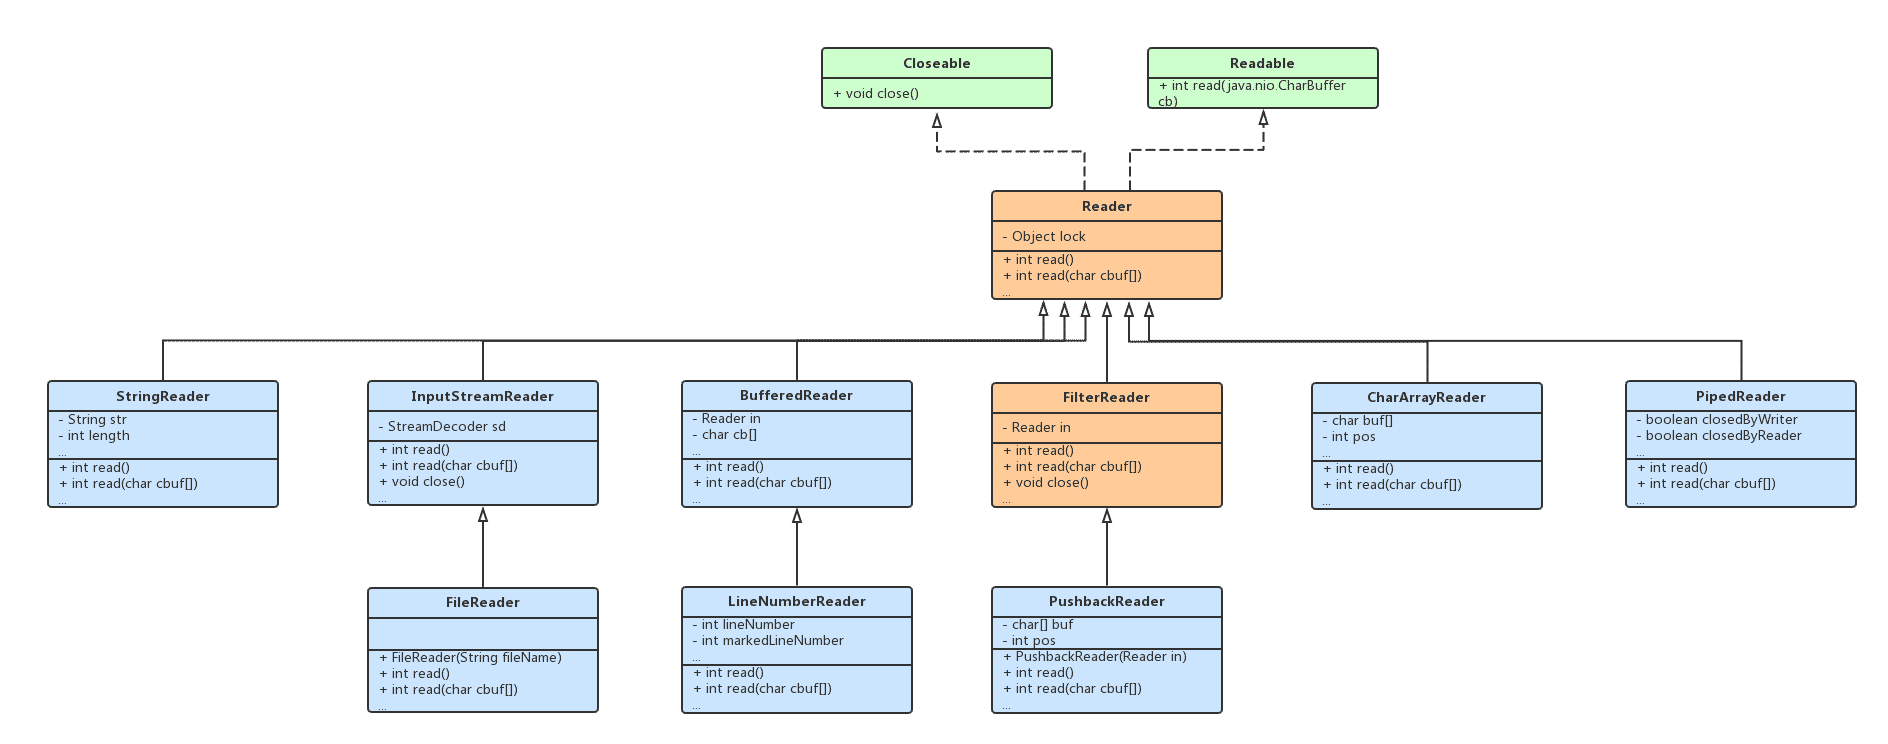 Closeable
+ void close()
Readable
+ int read(java.nio.CharBuffer
cb)
Reader
- Object lock
+ int read()
+ int read(char cbuf[])
...
StringReader
- String str
- int length
...
+ int read()
+ int read(char cbuf[])
...
InputStreamReader
- StreamDecoder sd
+ int read()
+ int read(char cbuf[])
+ void close()
...
BufferedReader
- Reader in
- char cb[]
...
+ int read()
+ int read(char cbuf[])
...
FilterReader
- Reader in
+ int read()
+ int read(char cbuf[])
+ void close()
...
CharArrayReader
- char buf[]
- int pos
...
+ int read()
+ int read(char cbuf[])
...
PipedReader
- boolean closedByWriter
- boolean closedByReader
...
+ int read()
+ int read(char cbuf[])
...
FileReader
+ FileReader(String fileName)
+ int read()
+ int read(char cbuf[])
...
LineNumberReader
- int lineNumber
- int markedLineNumber
...
+ int read()
+ int read(char cbuf[])
...
PushbackReader
- char[] buf
- int pos
+ PushbackReader(Reader in)
+ int read()
+ int read(char cbuf[])
...